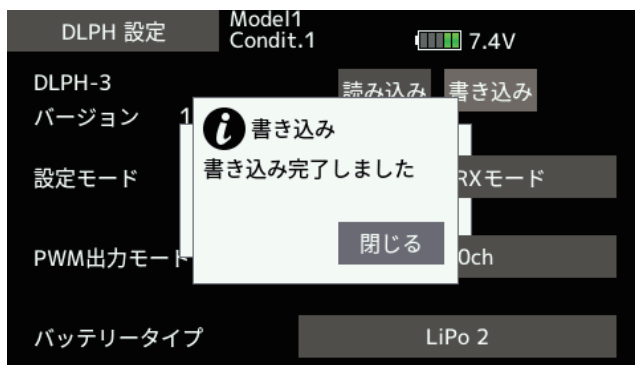 DLPH 設定
Model1
Condit.1
7.4V
DLPH-3
読み込み
書き込み
バージョン 1
書き込み
書き込み完了しました
設定モード
RXモード
閉じる
PWM出力モード
0ch
バッテリータイプ
LiPo 2